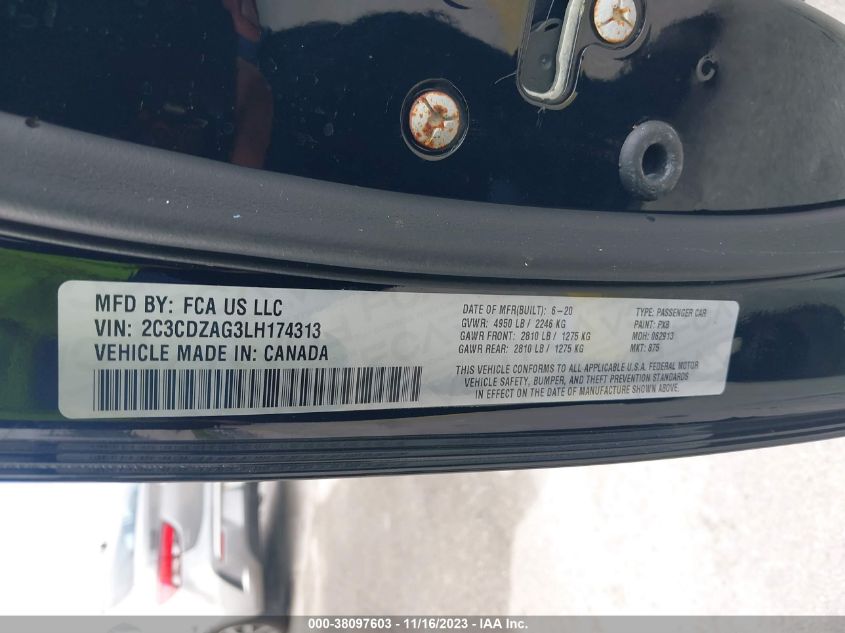 MFD BY: FCA US LLC
VIN: 2C3CDZAG3LH174313
VEHICLE MADE IN: CANADA
DATE OF MFR(BUILT): 6-20
GVWR: 4950 LB / 2246 KG
GAWR FRONT: 2810 LB / 1275 KG
GAWR REAR: 2810 LB / 1275 KG
TYPE: PASSENGER CAR
PAINT: PX8
MDH: 062913
MKT: 875
THIS VEHICLE CONFORMS TO ALL APPLICABLE U.S.A. FEDERAL MOTOR
VEHICLE SAFETY, BUMPER, AND THEFT PREVENTION STANDARDS
IN EFFECT ON THE DATE OF MANUFACTURE SHOWN ABOVE.
000-38097603 - 11/16/2023 - IAA Inc.